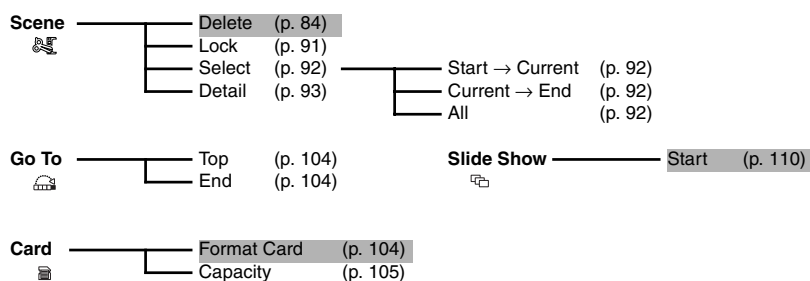 Scene Delete (p. 84)
Lock (p. 91)
Select (p. 92) Start → Current (p. 92)
Detail (p. 93) Current → End (p. 92)
All (p. 92)
Go To Top (p. 104) Slide Show Start (p. 110)
End (p. 104)
Card Format Card (p. 104)
Capacity (p. 105)